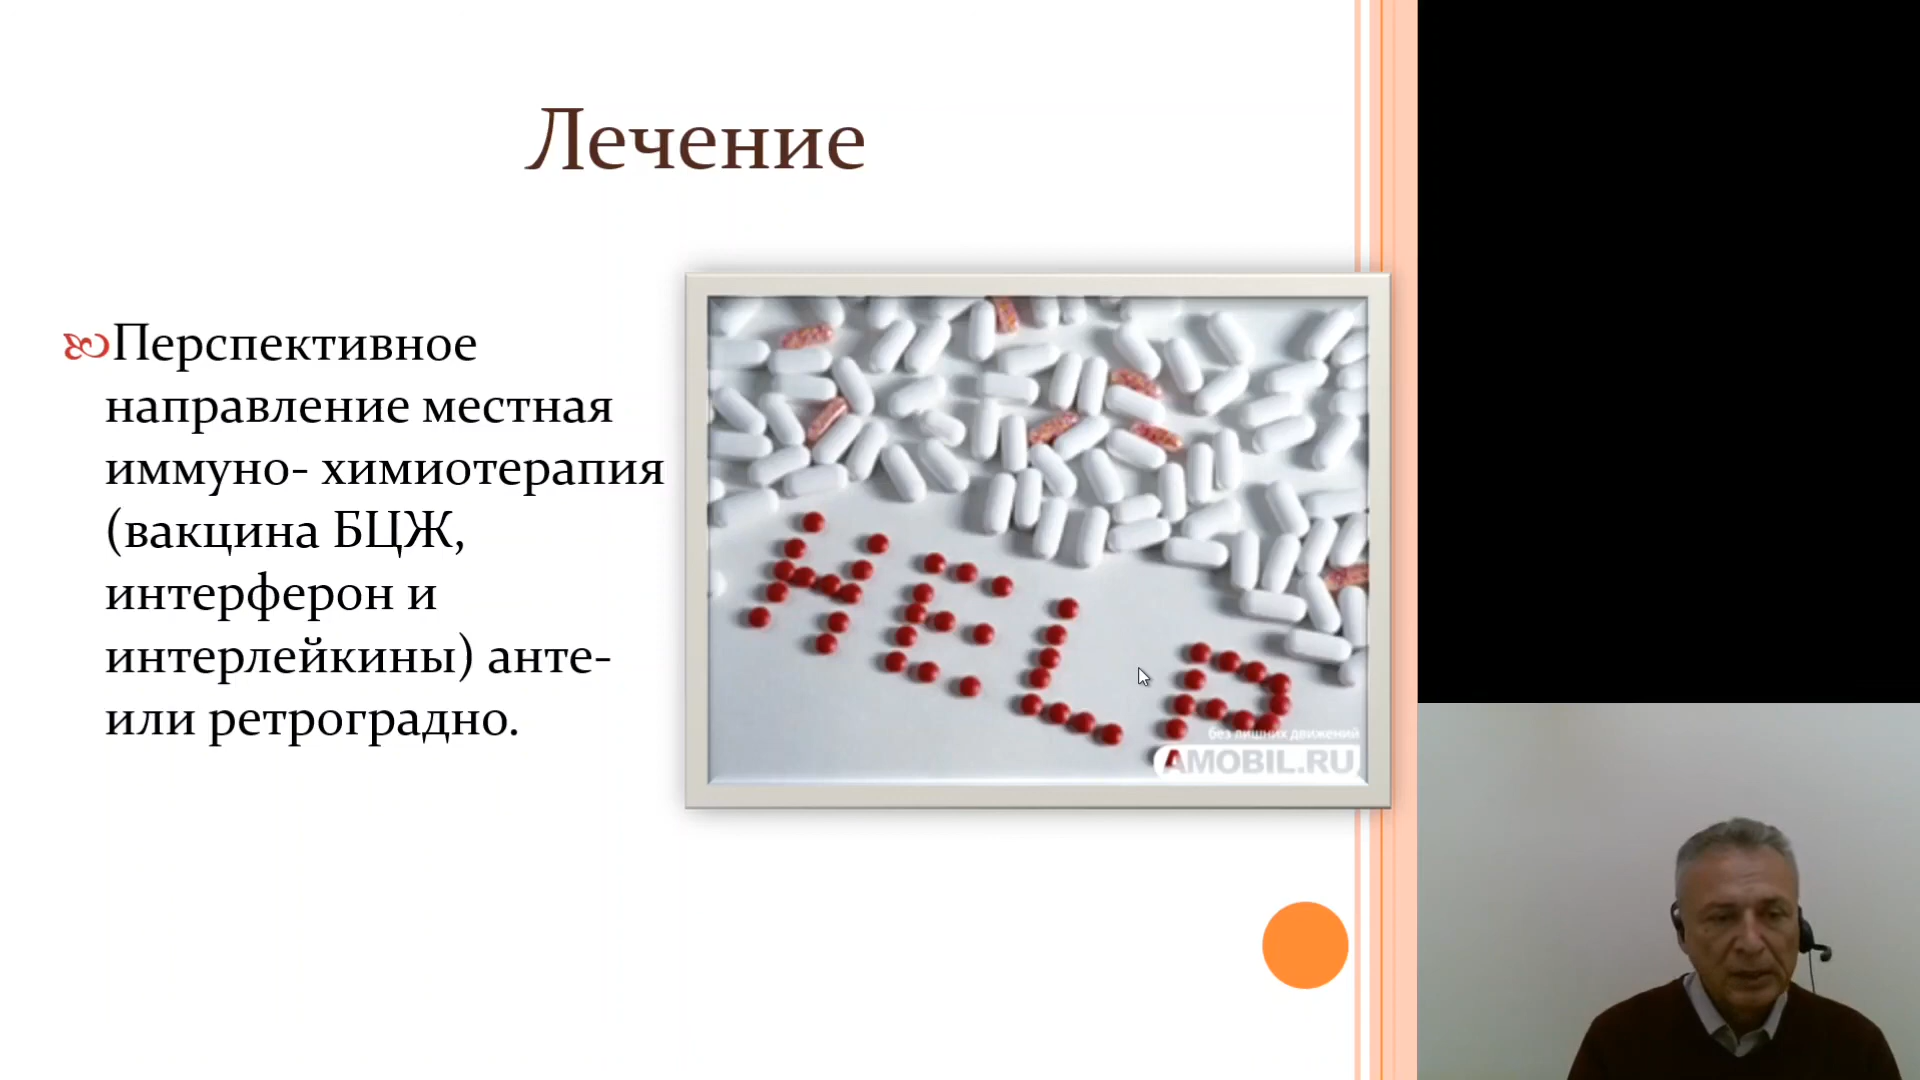 Лечение
Перспективное
направление местная
иммуно- химиотерапия
(вакцина БЦЖ,
интерферон и
интерлейкины) анте-
или ретроградно.
HELP
без лишних движений
AMOBIL.RU